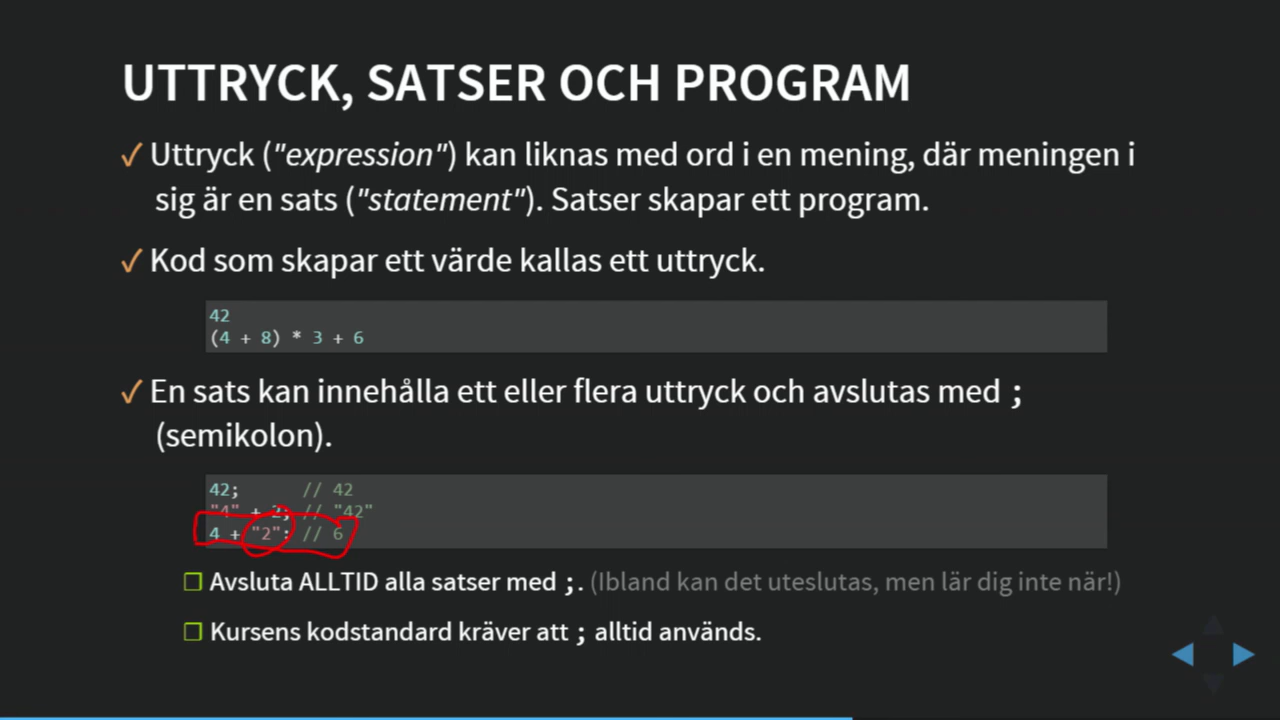 UTTRYCK, SATSER OCH PROGRAM
✓ Uttryck ("expression") kan liknas med ord i en mening, där meningen i
sig är en sats ("statement"). Satser skapar ett program.
✓ Kod som skapar ett värde kallas ett uttryck.
42
(4 + 8) * 3 + 6
✓ En sats kan innehålla ett eller flera uttryck och avslutas med ;
(semikolon).
42; // 42
"4" + 2; // "42"
4 + "2"; // 6
❐ Avsluta ALLTID alla satser med ;. (Ibland kan det uteslutas, men lär dig inte när!)
❐ Kursens kodstandard kräver att ; alltid används.